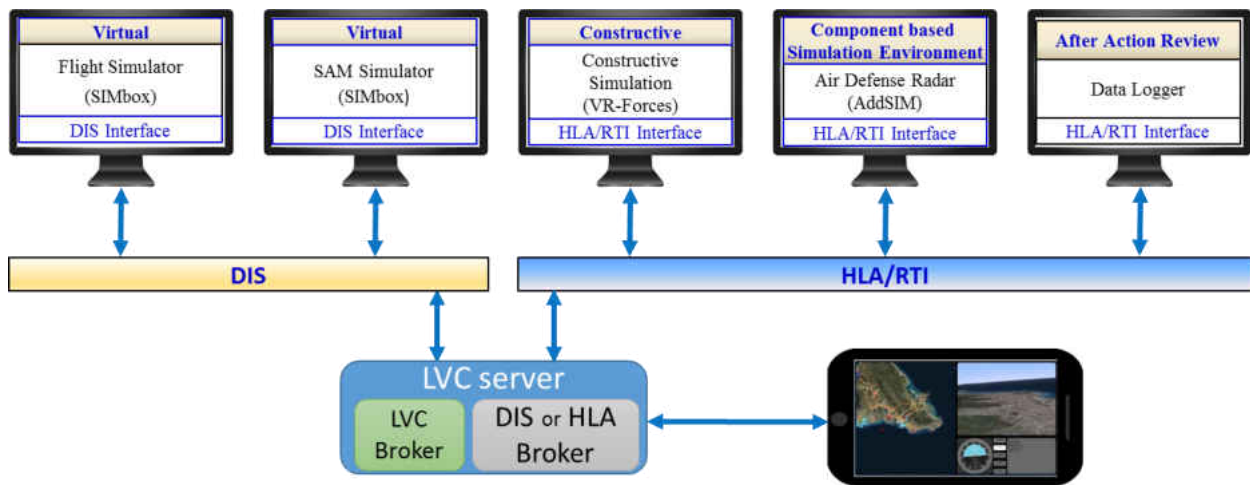 Virtual
Flight Simulator
(SIMbox)
DIS Interface
Virtual
SAM Simulator
(SIMbox)
DIS Interface
Constructive
Constructive
Simulation
(VR-Forces)
HLA/RTI Interface
Component based
Simulation Environment
Air Defense Radar
(AddSIM)
HLA/RTI Interface
After Action Review
Data Logger
HLA/RTI Interface
DIS
HLA/RTI
LVC server
LVC
Broker
DIS or HLA
Broker